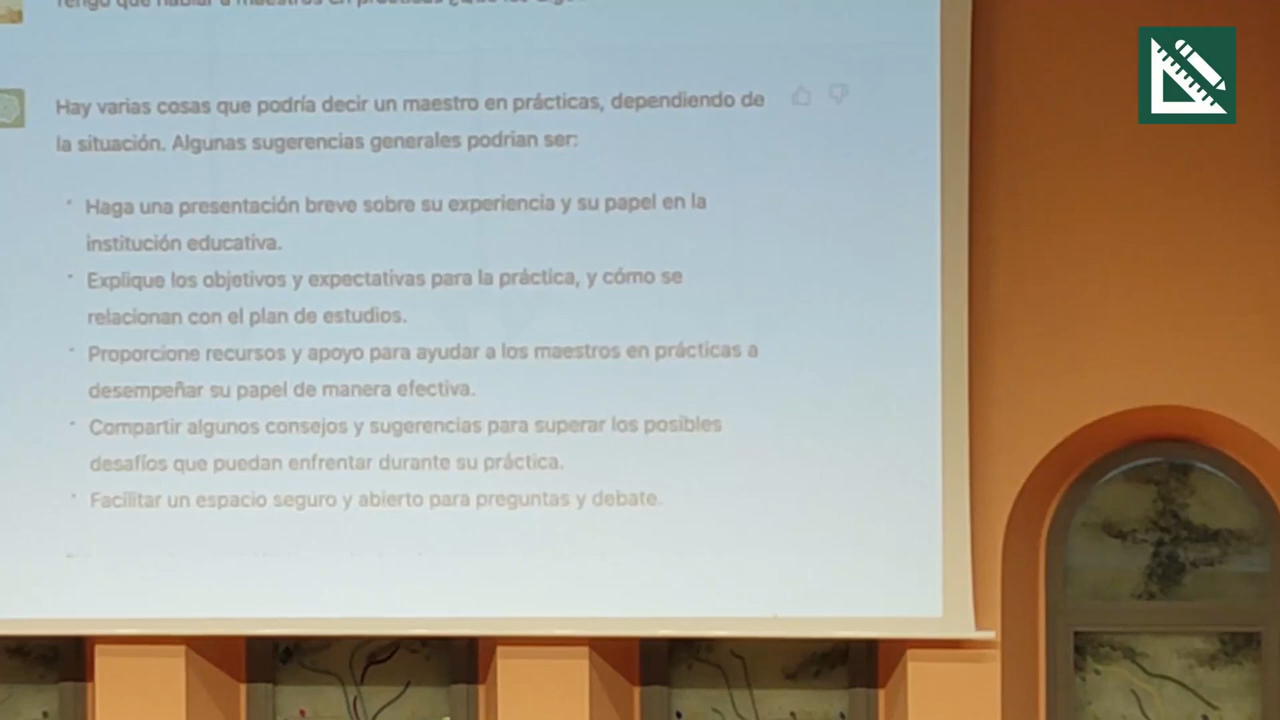 Hay varias cosas que podría decir un maestro en prácticas, dependiendo de
la situación. Algunas sugerencias generales podrían ser:
· Haga una presentación breve sobre su experiencia y su papel en la
institución educativa.
· Explique los objetivos y expectativas para la práctica, y cómo se
relacionan con el plan de estudios.
· Proporcione recursos y apoyo para ayudar a los maestros en prácticas a
desempeñar su papel de manera efectiva.
· Compartir algunos consejos y sugerencias para superar los posibles
desafíos que puedan enfrentar durante su práctica.
· Facilitar un espacio seguro y abierto para preguntas y debate.